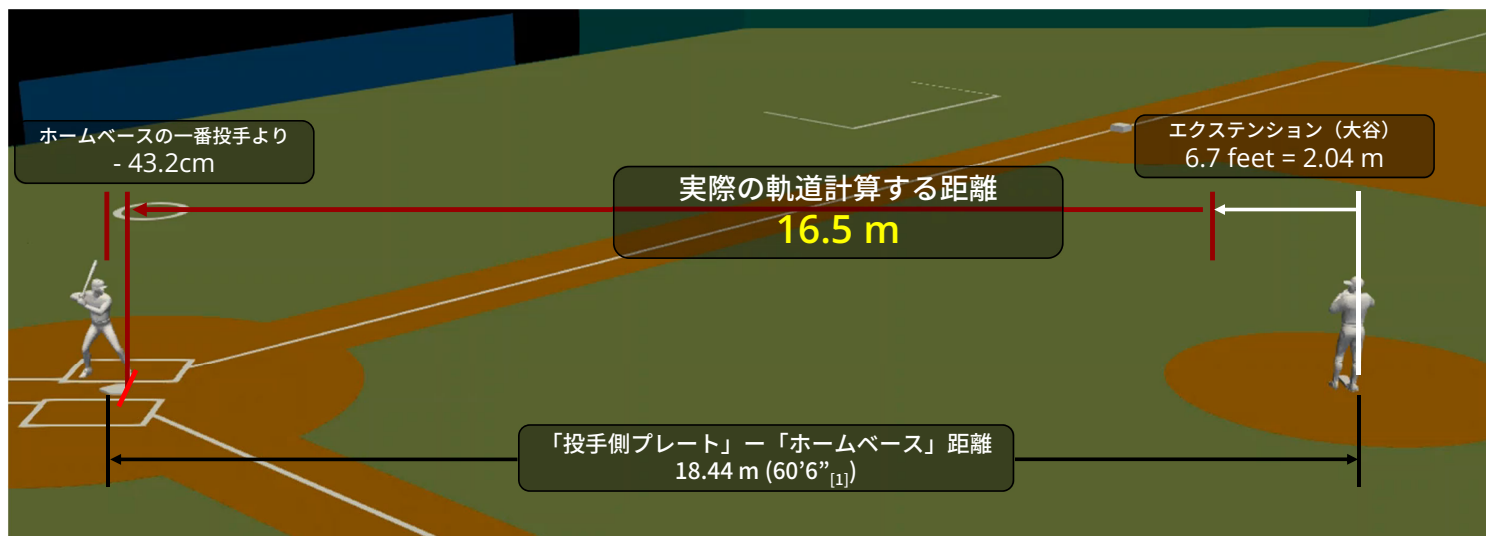 ホームベースの一番投手より
- 43.2cm
エクステンション（大谷）
6.7 feet = 2.04 m
実際の軌道計算する距離
16.5 m
「投手側プレート」ー「ホームベース」距離
18.44 m (60’6”[1])